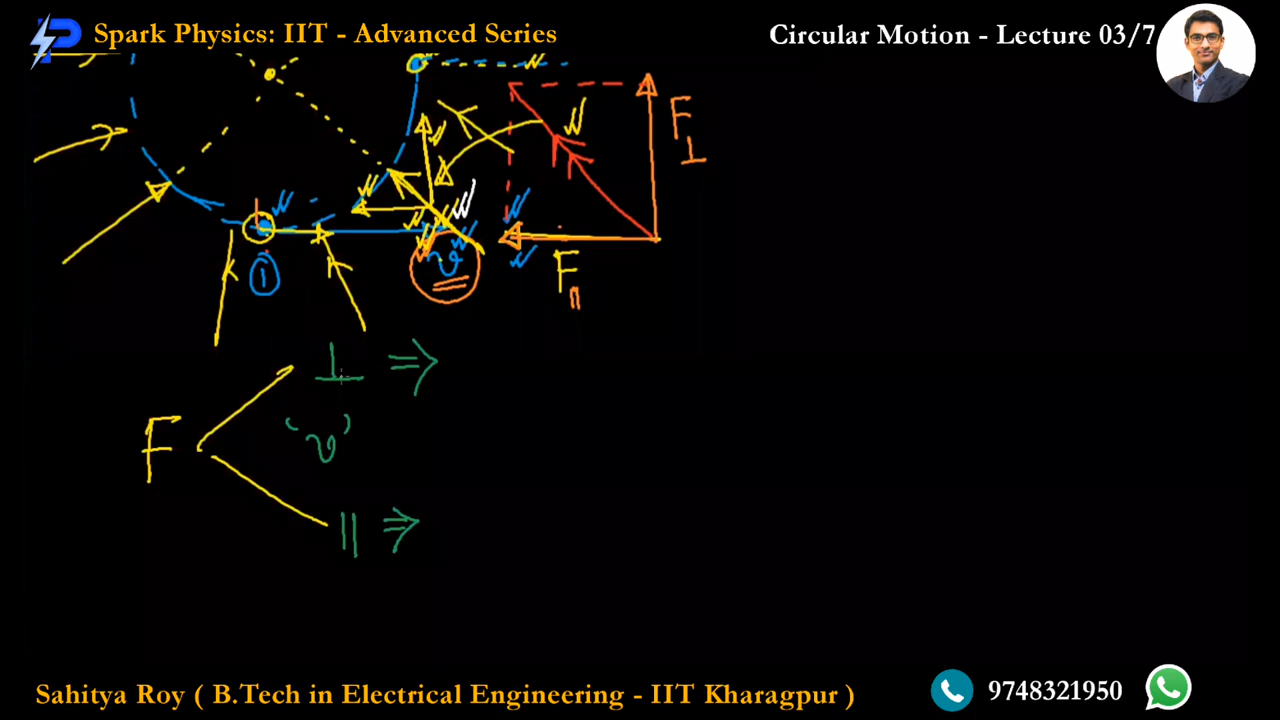 Spark Physics: IIT - Advanced Series
Circular Motion - Lecture 03/7
F⊥
v
F||
1
⊥ ⇒
F
'v'
|| ⇒
Sahitya Roy ( B.Tech in Electrical Engineering - IIT Kharagpur )
9748321950